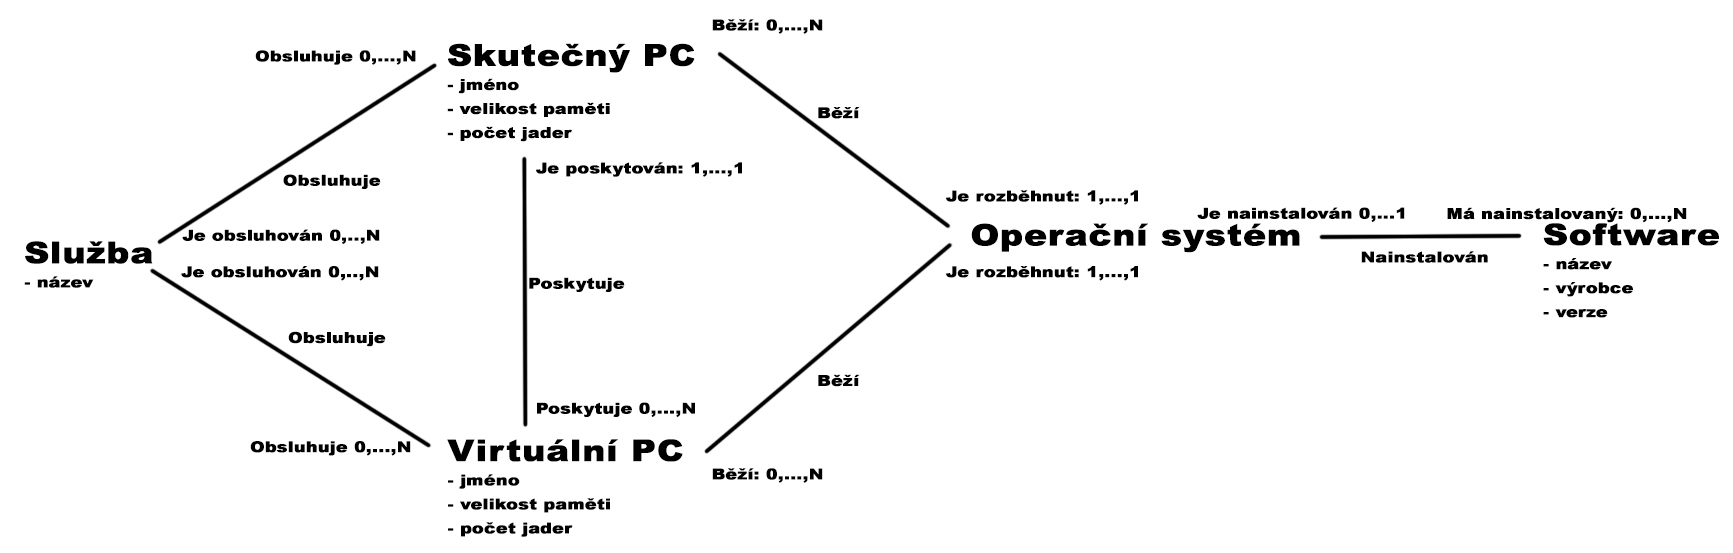 Běží: 0,...,N
Obsluhuje 0,...,N
Skutečný PC
- jméno
- velikost paměti
- počet jader
Běží
Je poskytován: 1,...,1
Obsluhuje
Je rozběhnut: 1,...,1
Je nainstalován 0,...1
Má nainstalovaný: 0,...,N
Je obsluhován 0,..,N
Služba
- název
Operační systém
Software
- název
- výrobce
- verze
Nainstalován
Je obsluhován 0,..,N
Je rozběhnut: 1,...,1
Poskytuje
Obsluhuje
Běží
Poskytuje 0,...,N
Obsluhuje 0,...,N
Virtuální PC
- jméno
- velikost paměti
- počet jader
Běží: 0,...,N